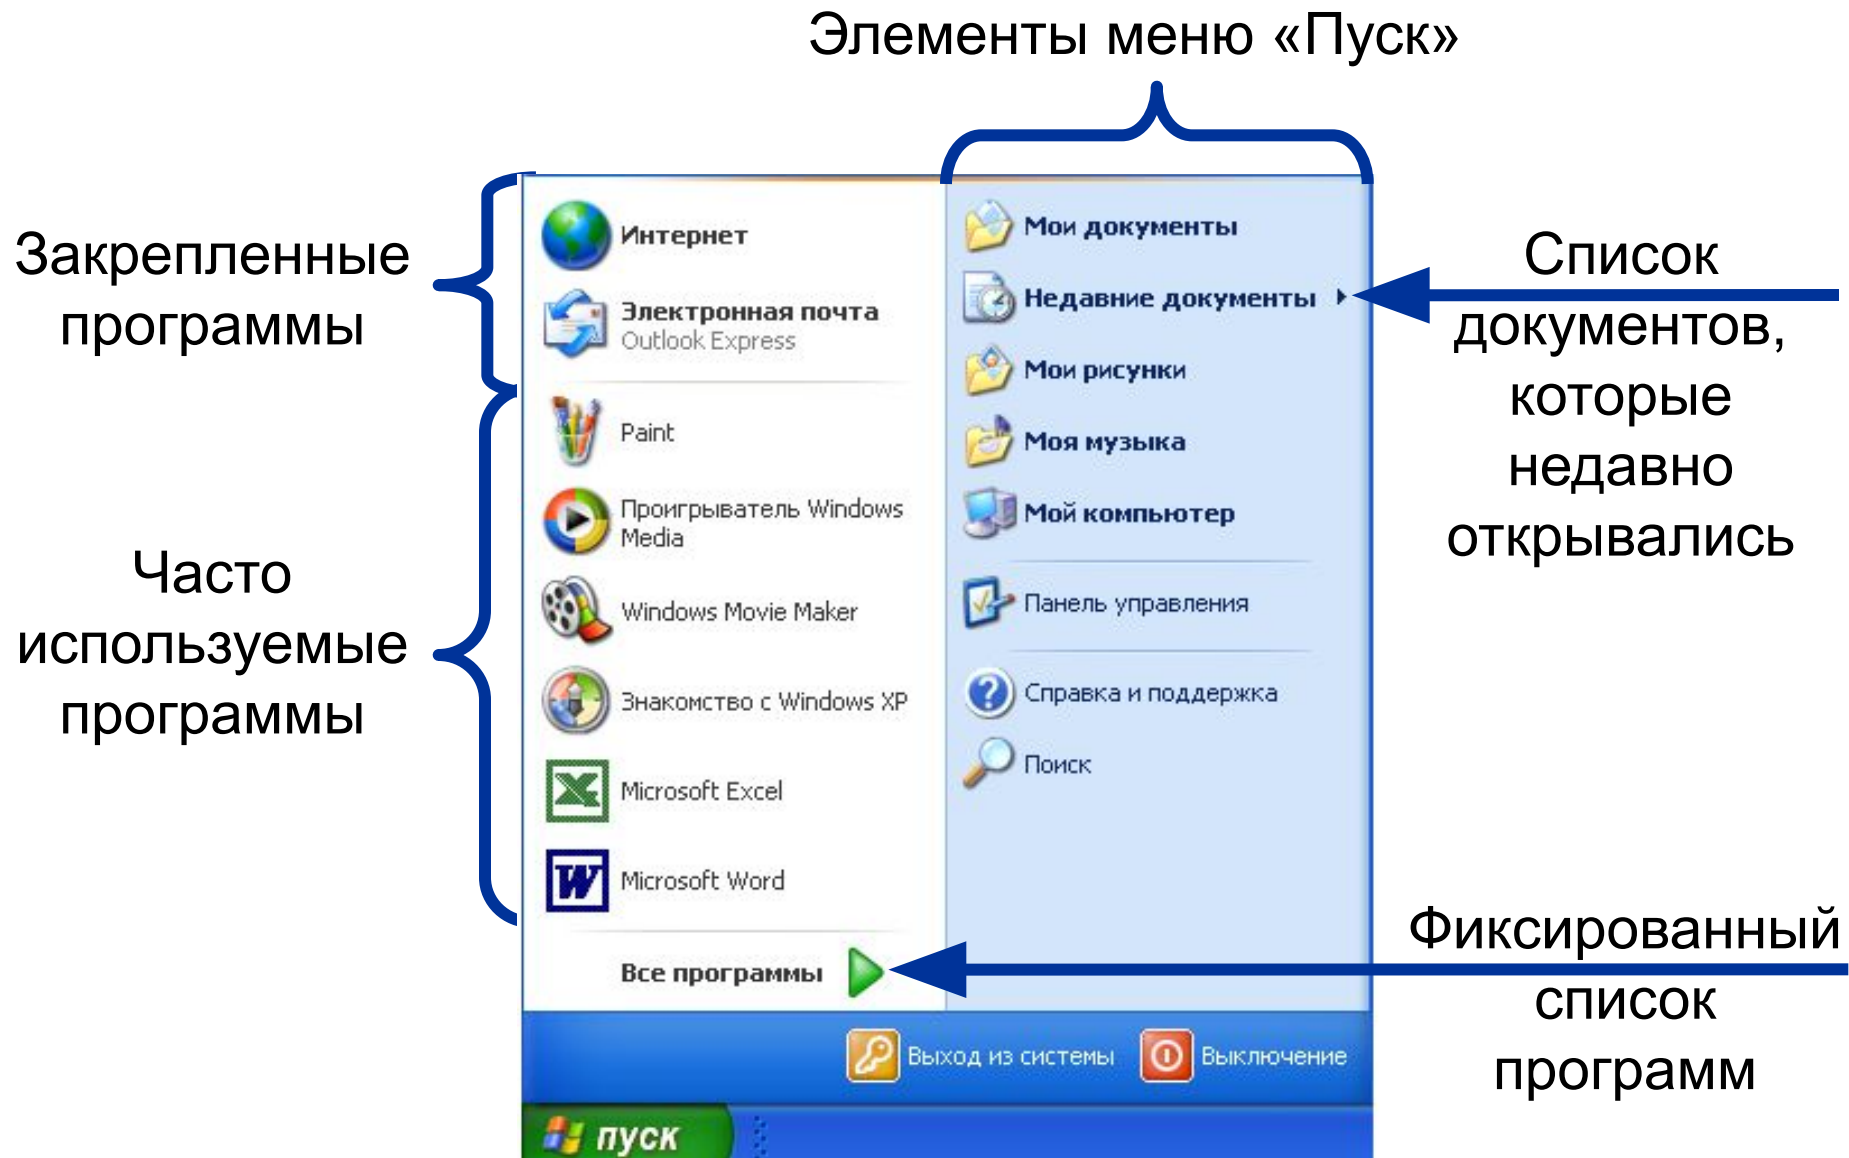 Элементы меню «Пуск»
Закрепленные
программы
Часто
используемые
программы
Интернет
Электронная почта
Outlook Express
Paint
Проигрыватель Windows
Media
Windows Movie Maker
Знакомство с Windows XP
Microsoft Excel
Microsoft Word
Все программы
Мои документы
Недавние документы
Мои рисунки
Моя музыка
Мой компьютер
Панель управления
Справка и поддержка
Поиск
Список
документов,
которые
недавно
открывались
Фиксированный
список
программ
Выход из системы
Выключение
пуск